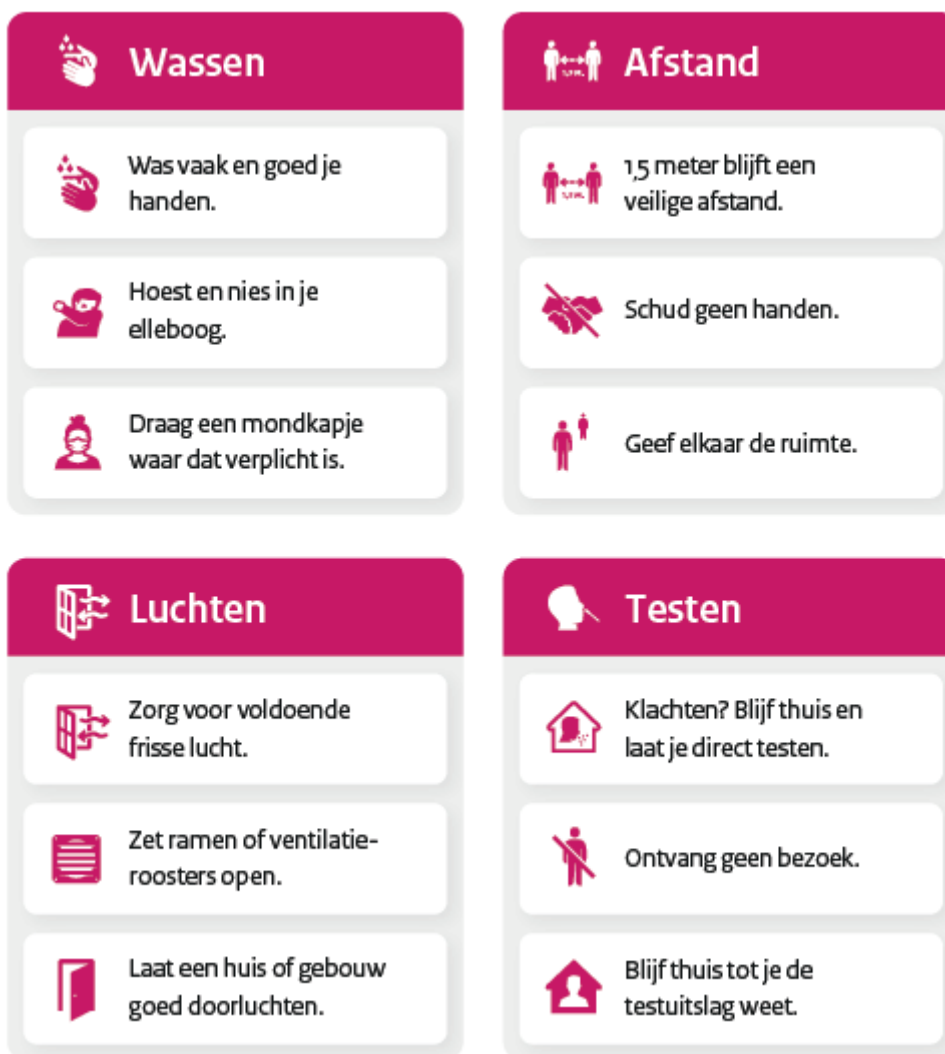 Wassen
Was vaak en goed je
handen.
Hoest en nies in je
elleboog.
Draag een mondkapje
waar dat verplicht is.
Afstand
1,5 meter blijft een
veilige afstand.
Schud geen handen.
Geef elkaar de ruimte.
Luchten
Zorg voor voldoende
frisse lucht.
Zet ramen of ventilatie-
roosters open.
Laat een huis of gebouw
goed doorluchten.
Testen
Klachten? Blijf thuis en
laat je direct testen.
Ontvang geen bezoek.
Blijf thuis tot je de
testuitslag weet.